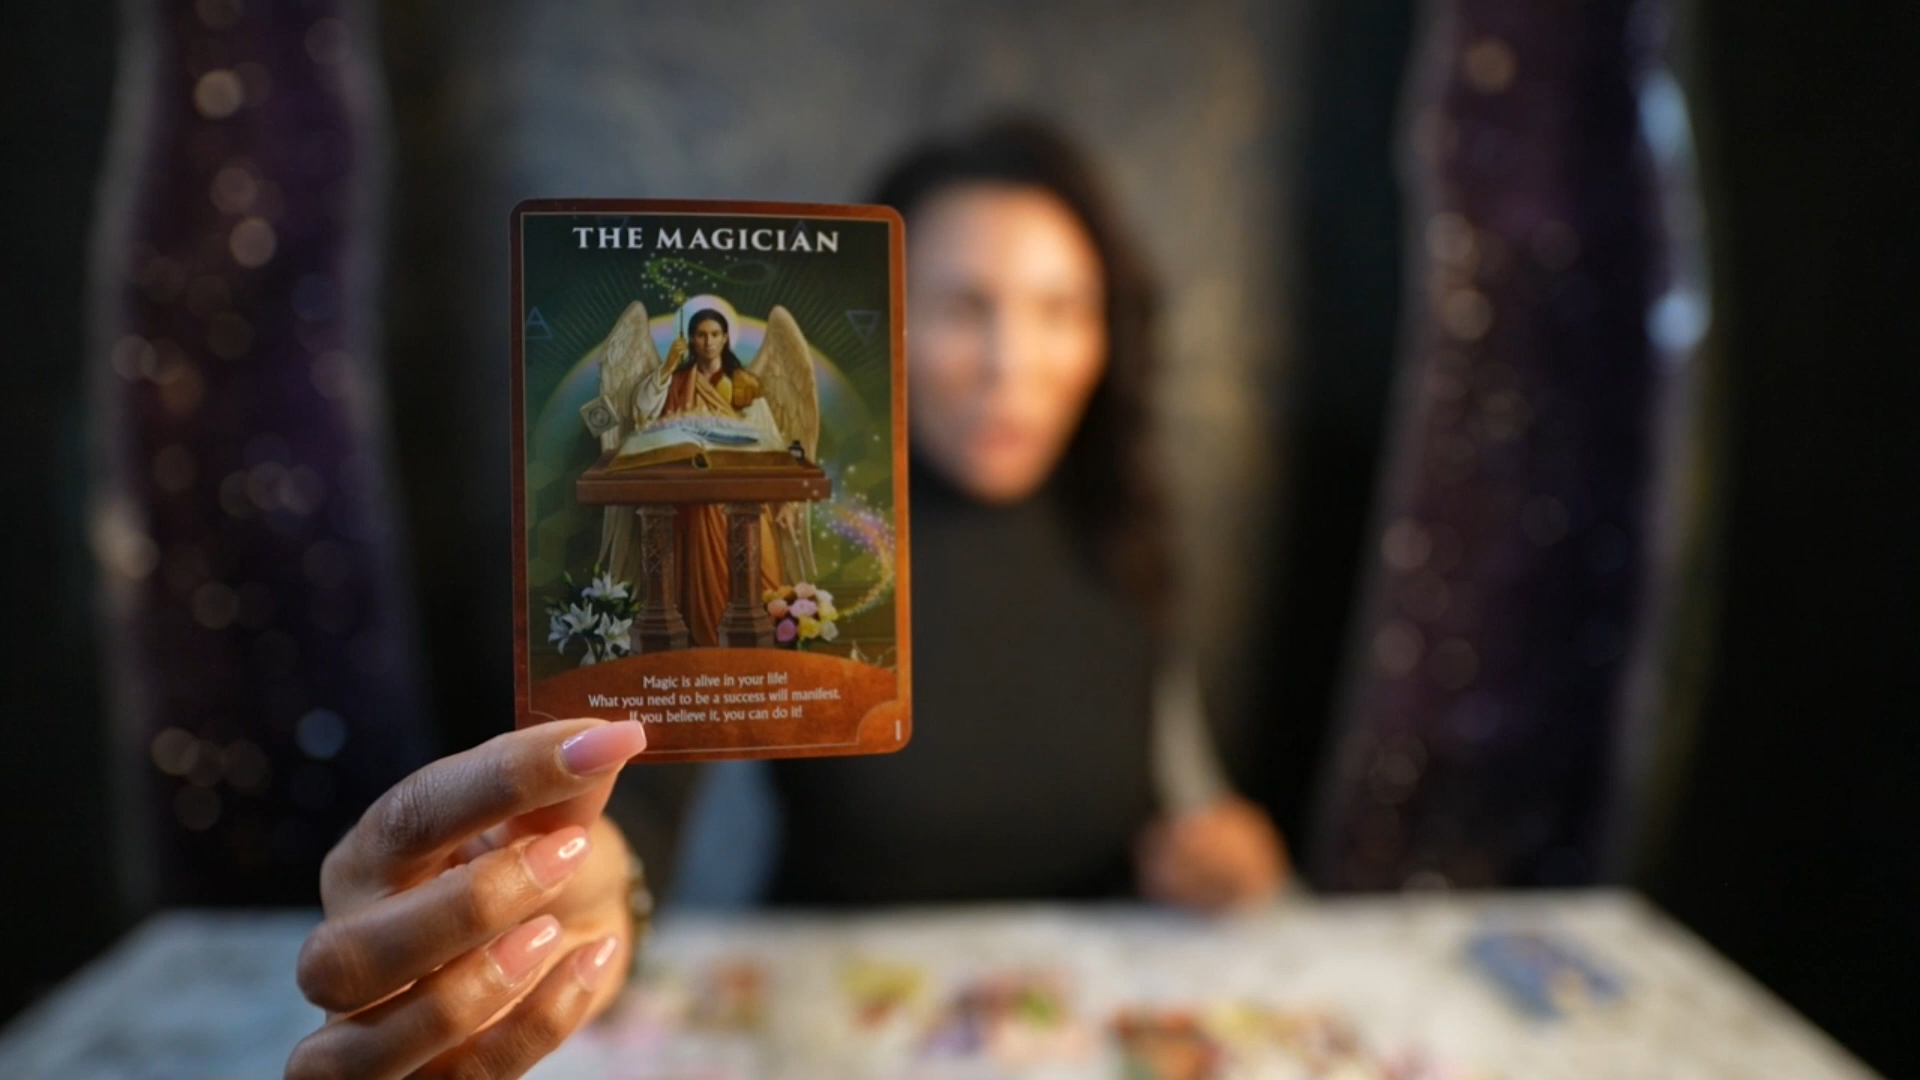 THE MAGICIAN
Magic is alive in your life!
What you need to be a success will manifest.
If you believe it, you can do it!
I